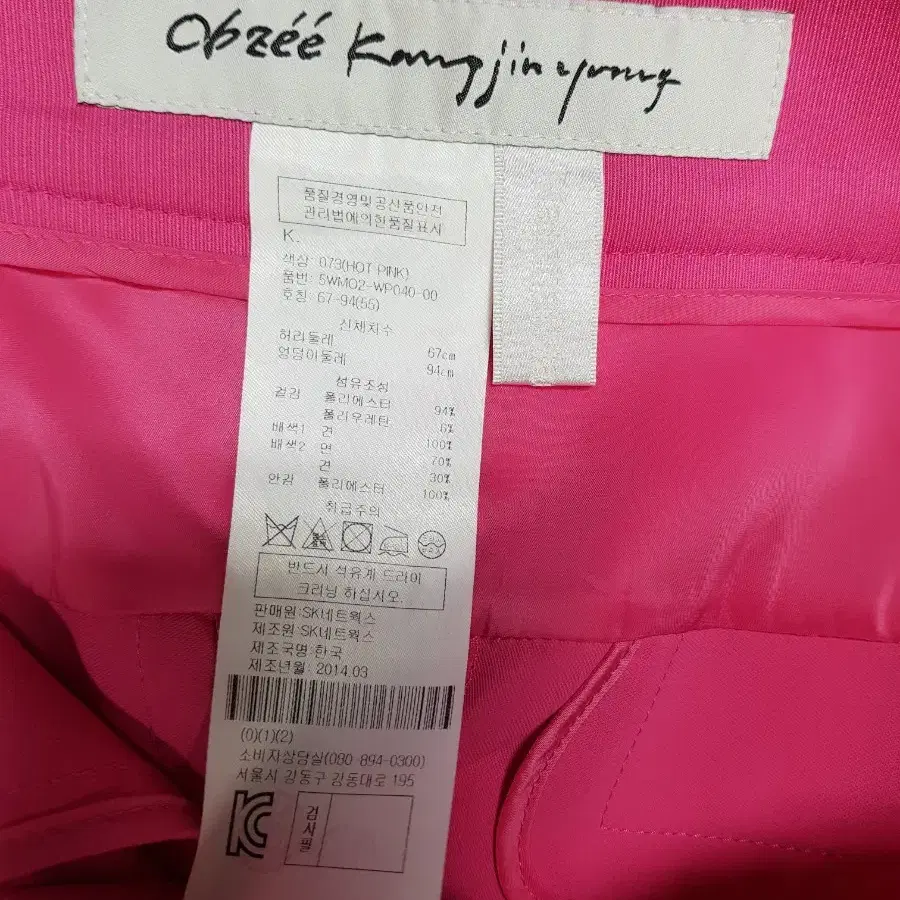 Obzéé Kangjinyoung
품질경영및공산품안전
관리법에의한품질표시
K.
색상: 073(HOT PINK)
품번: 5WM02-WP040-00
호칭: 67-94(55)
신체치수
허리둘레 67cm
엉덩이둘레 94cm
섬유조성
겉감 폴리에스터 94%
폴리우레탄 6%
배색1 견 100%
배색2 면 70%
견 30%
안감 폴리에스터 100%
취급주의
반드시 석유계 드라이
크리닝 하십시오.
판매원:SK네트웍스
제조원:SK네트웍스
제조국명:한국
제조년월: 2014.03
(0)(1)(2)
소비자상담실(080-894-0300)
서울시 강동구 강동대로 195
KC
검사필